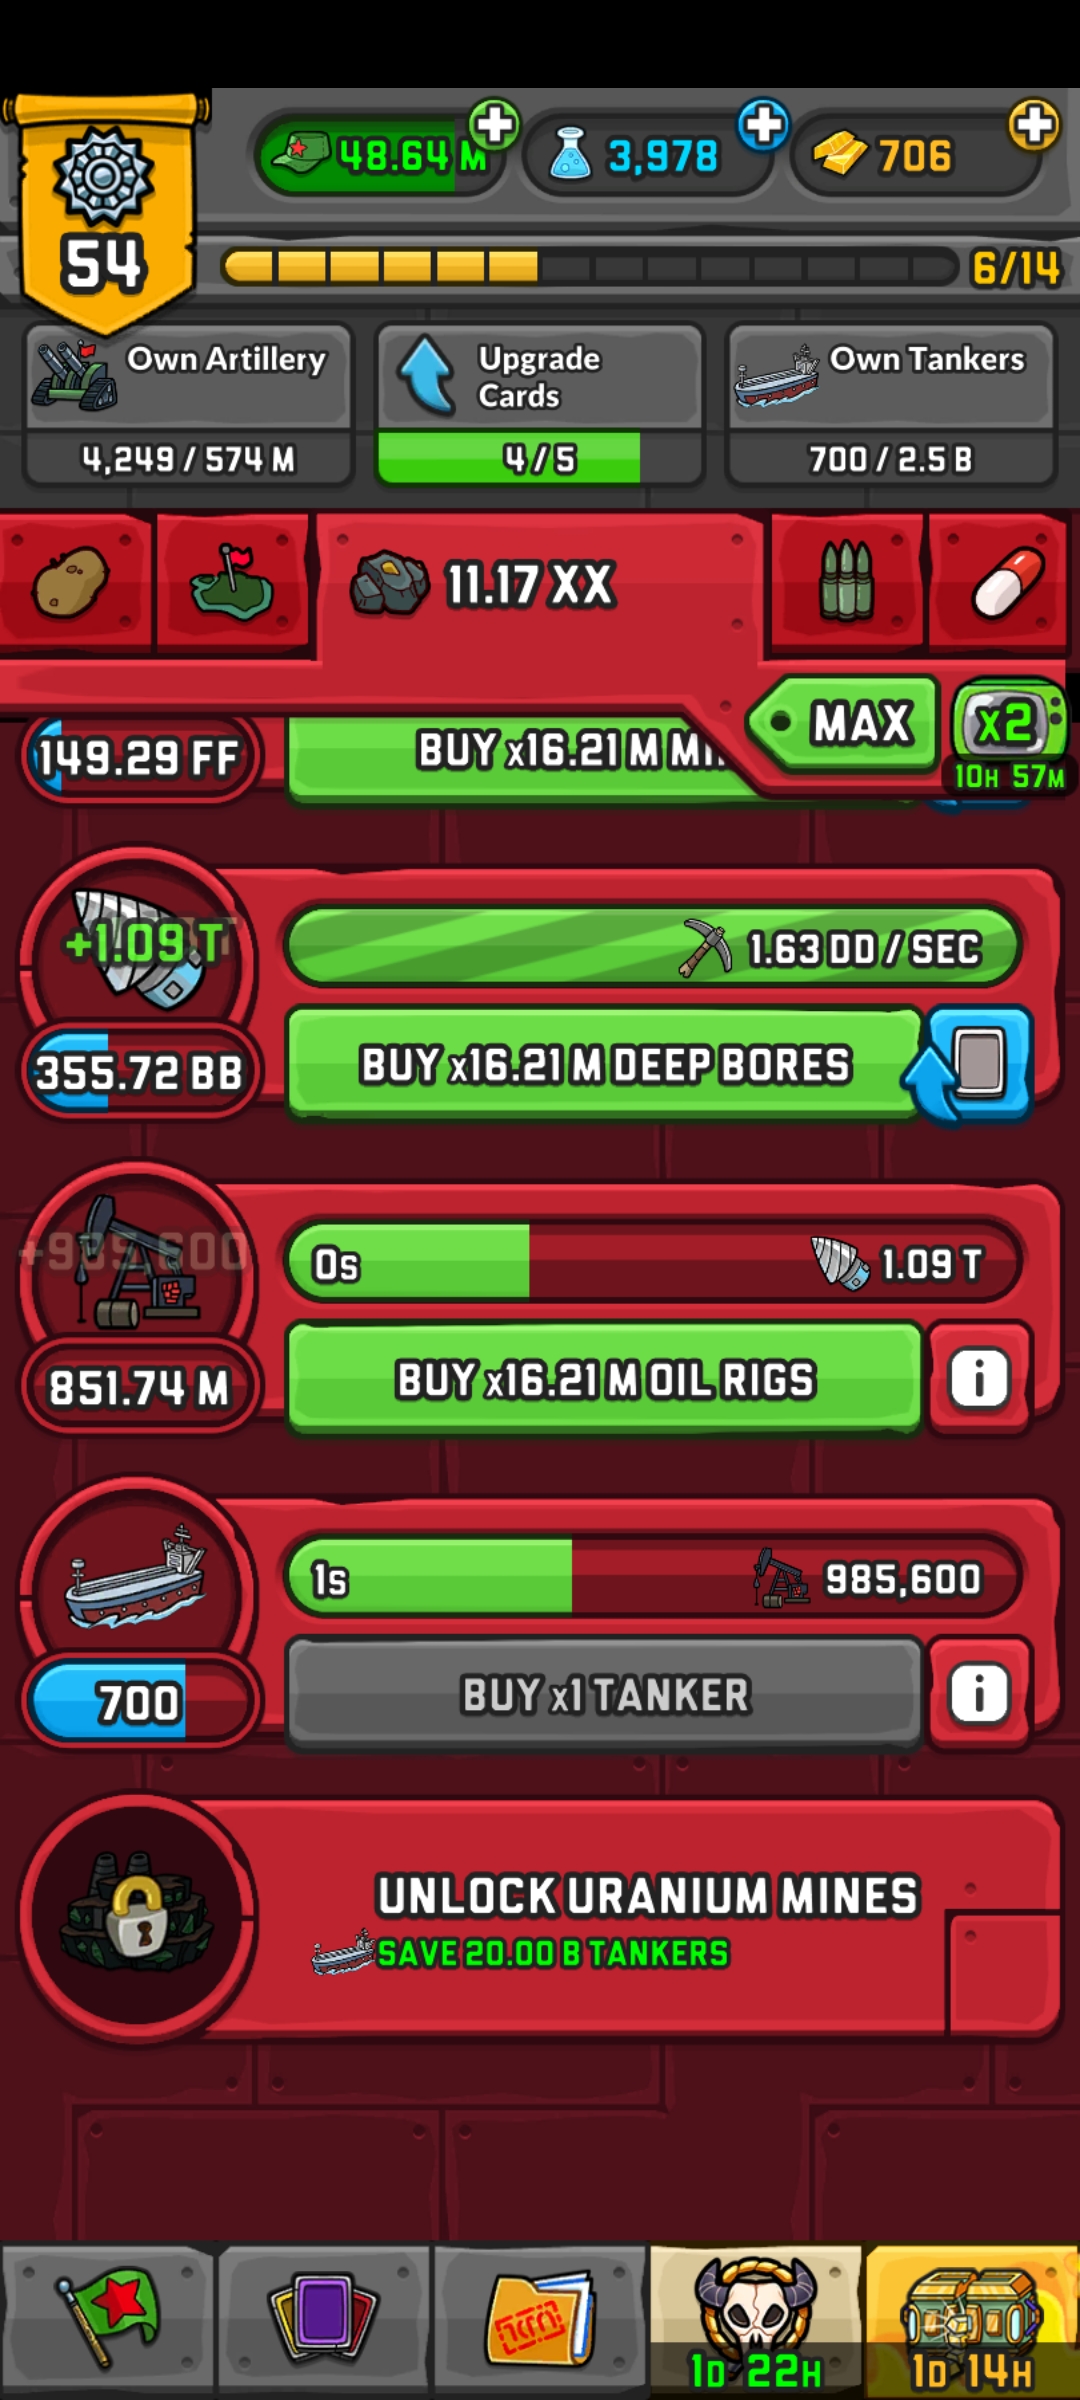 48.64 M
3,978
706
54
6/14
Own Artillery
4,249 / 574 M
Upgrade
Cards
4 / 5
Own Tankers
700 / 2.5 B
11.17 XX
MAX
x2
10H 57M
149.29 FF
BUY x16.21 M
+1.09 T
1.63 DD / SEC
355.72 BB
BUY x16.21 M DEEP BORES
+985,600
0s
1.09 T
851.74 M
BUY x16.21 M OIL RIGS
1s
985,600
700
BUY x1 TANKER
UNLOCK URANIUM MINES
SAVE 20.00 B TANKERS
1D 22H
1D 14H